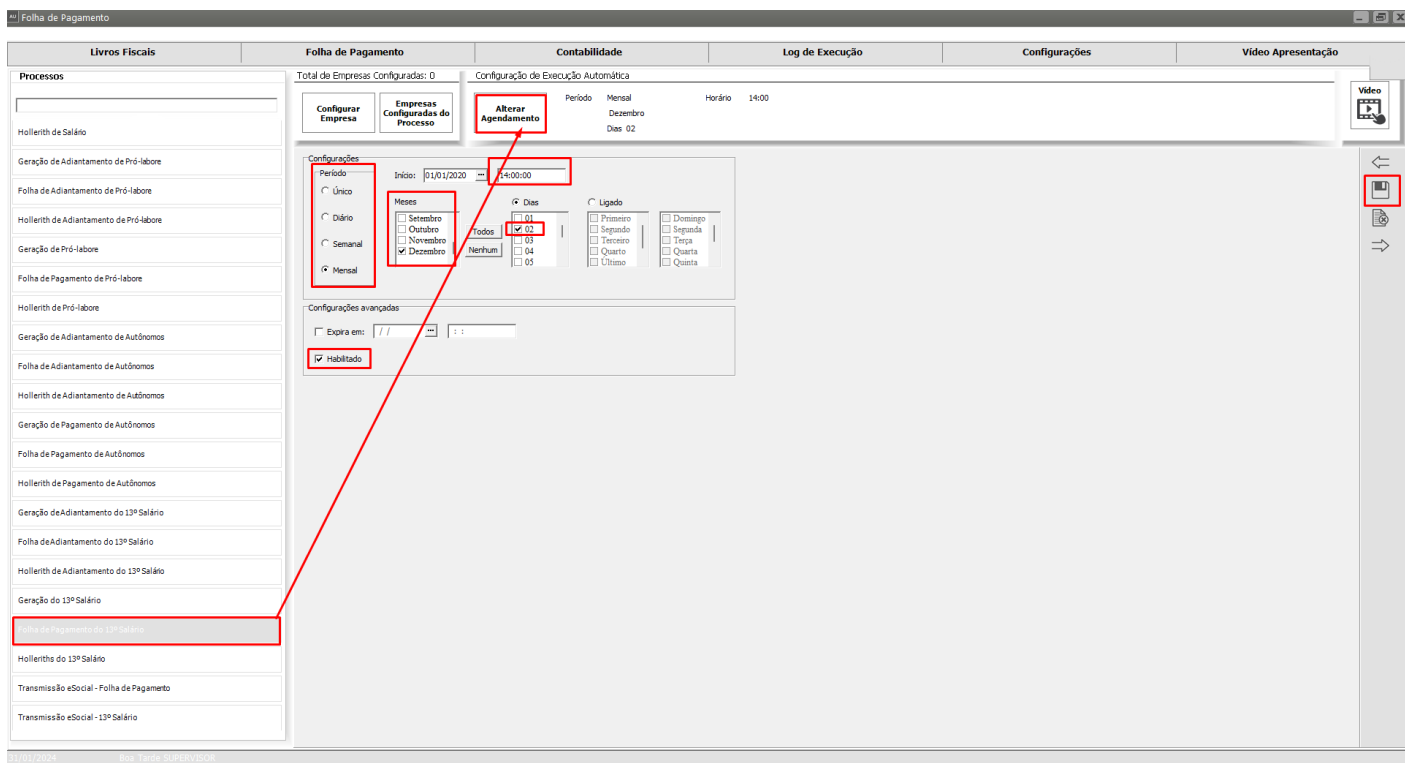 AU Folha de Pagamento
Livros Fiscais
Folha de Pagamento
Contabilidade
Log de Execução
Configurações
Vídeo Apresentação
Processos
Hollerith de Salário
Geração de Adiantamento de Pró-labore
Folha de Adiantamento de Pró-labore
Hollerith de Adiantamento de Pró-labore
Geração de Pró-labore
Folha de Pagamento de Pró-labore
Hollerith de Pró-labore
Geração de Adiantamento de Autônomos
Folha de Adiantamento de Autônomos
Hollerith de Adiantamento de Autônomos
Geração de Pagamento de Autônomos
Folha de Pagamento de Autônomos
Hollerith de Pagamento de Autônomos
Geração deAdiantamento do 13º Salário
Folha deAdiantamento do 13º Salário
Hollerith de Adiantamento do 13º Salário
Geração do 13º Salário
Folha de Pagamento do 13º Salário
Holleriths do 13º Salário
Transmissão eSocial - Folha de Pagamento
Transmissão eSocial - 13º Salário
Total de Empresas Configuradas: 0
Configurar
Empresa
Empresas
Configuradas do
Processo
Configuração de Execução Automática
Alterar
Agendamento
Período Mensal
Dezembro
Dias 02
Horário 14:00
Vídeo
Configurações
Período
Único
Diário
Semanal
Mensal
Início: 01/01/2020 ... 14:00:00
Meses
Setembro
Outubro
Novembro
Dezembro
Todos
Nenhum
Dias
01
02
03
04
05
Ligado
Primeiro
Segundo
Terceiro
Quarto
Último
Domingo
Segunda
Terça
Quarta
Quinta
Configurações avançadas
Expira em: / / ... : :
Habilitado
31/01/2024 Boa Tarde SUPERVISOR